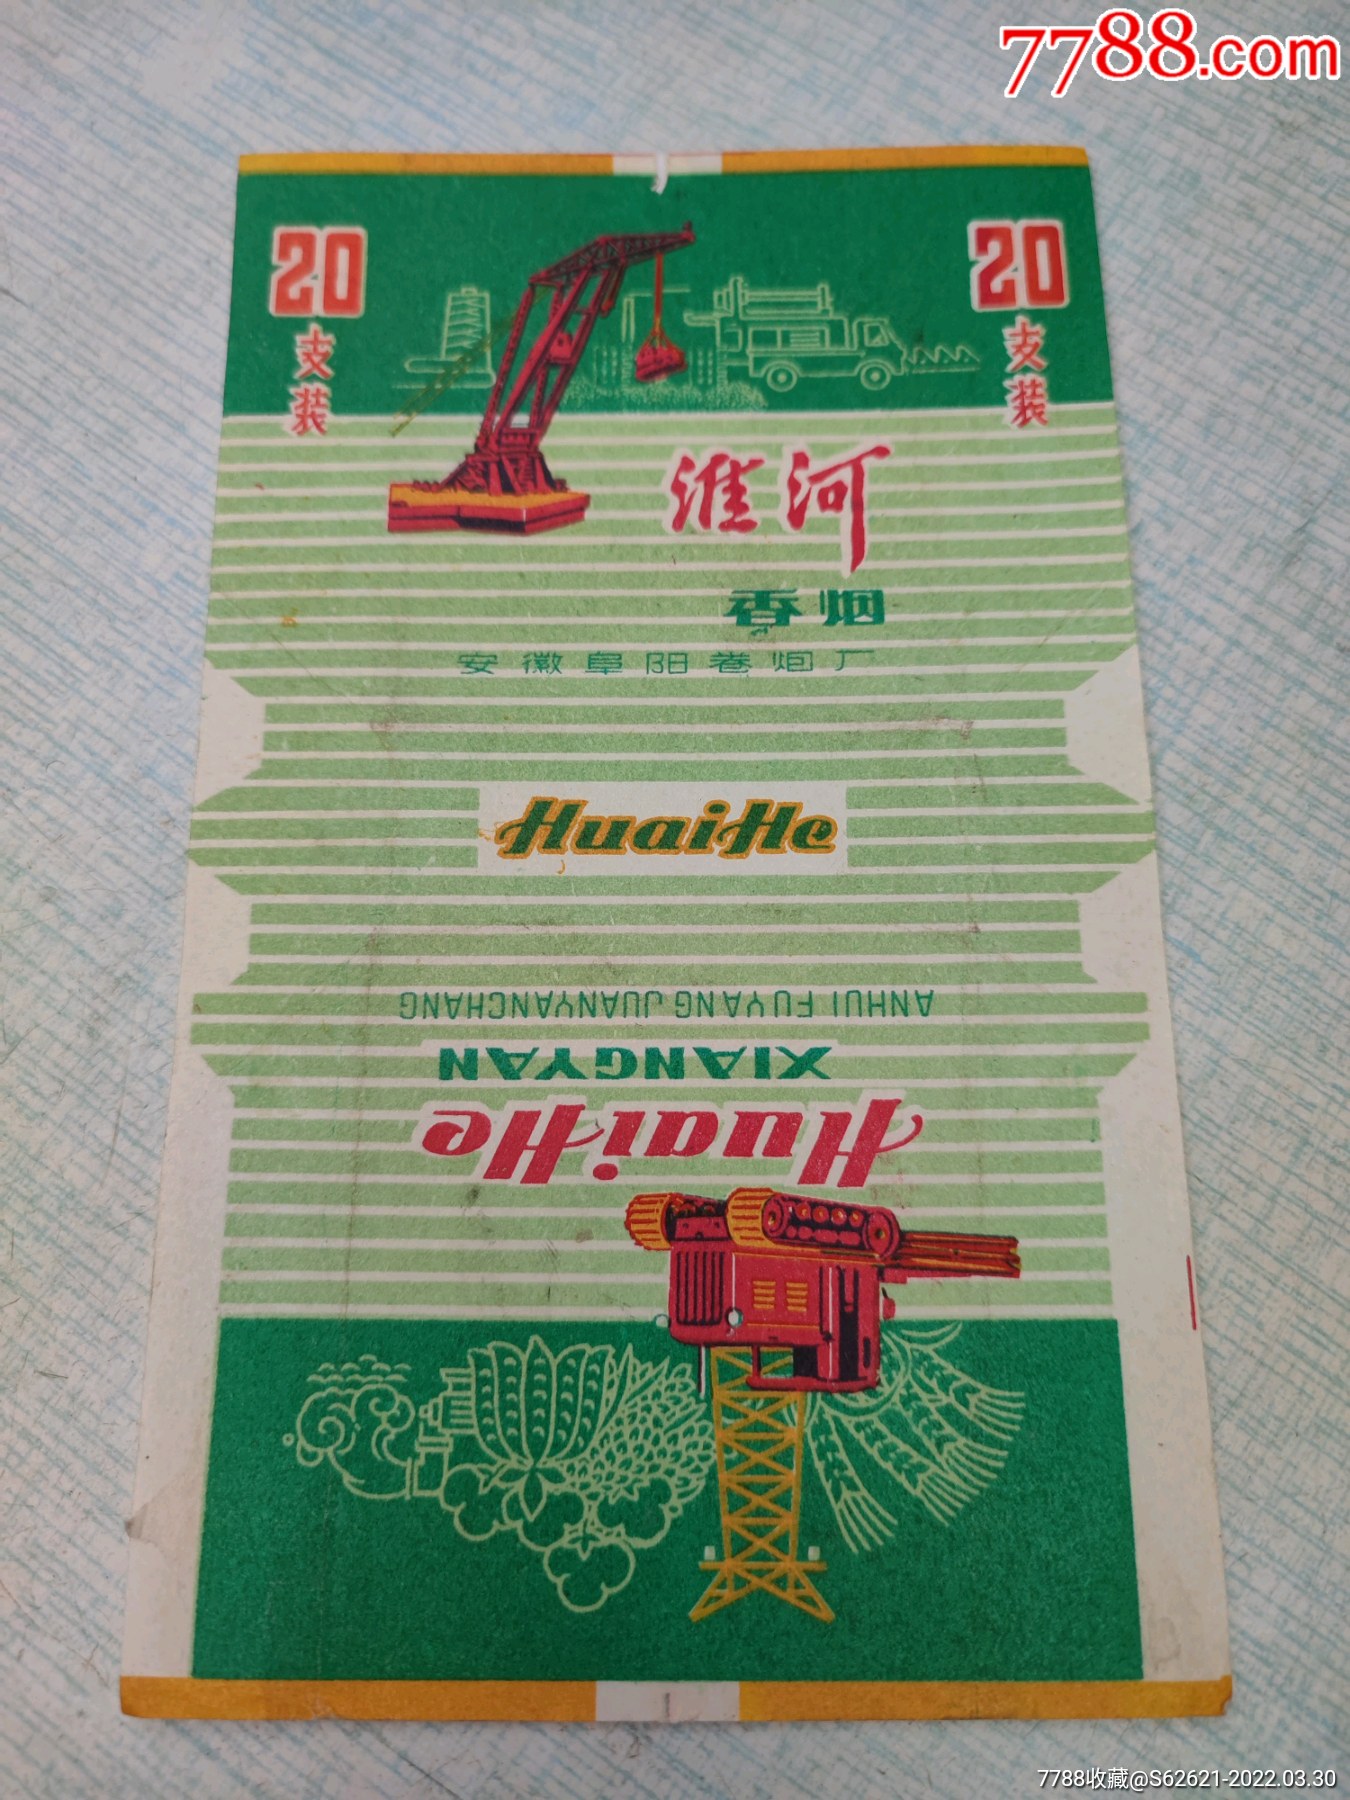 7788.com
20
支装
20
支装
淮河
香烟
安徽阜阳卷烟厂
HuaiHe
ANHUI FUYANG JUANYANCHANG
XIANGYAN
HuaiHe
7788收藏@S62621-2022.03.30